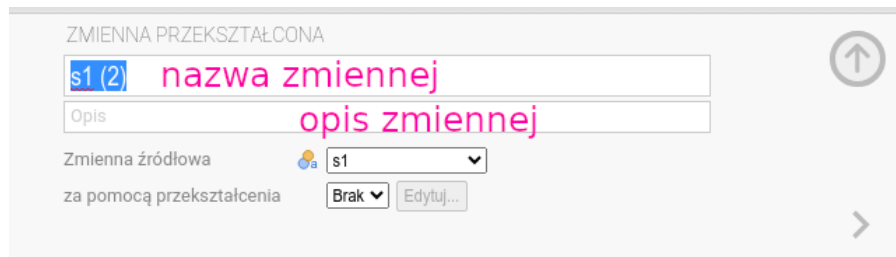 ZMIENNA PRZEKSZTAŁCONA
s1 (2) nazwa zmiennej
Opis opis zmiennej
Zmienna źródłowa a s1
za pomocą przekształcenia Brak Edytuj...